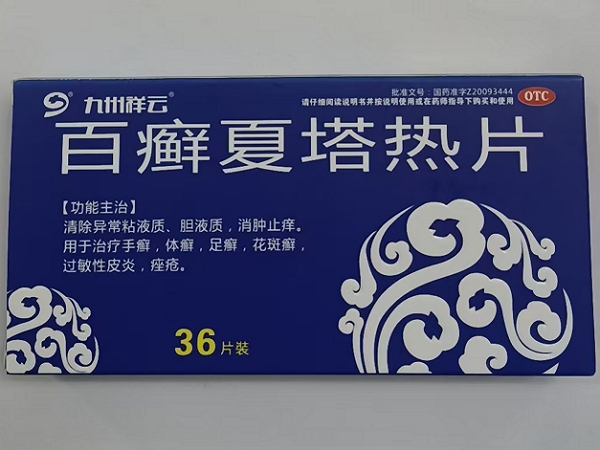 九州祥云®
批准文号：国药准字Z20093444
请仔细阅读说明书并按说明使用或在药师指导下购买和使用
OTC
百癣夏塔热片
【功能主治】
清除异常粘液质、胆液质，消肿止痒。
用于治疗手癣，体癣，足癣，花斑癣，
过敏性皮炎，痤疮。
36片装